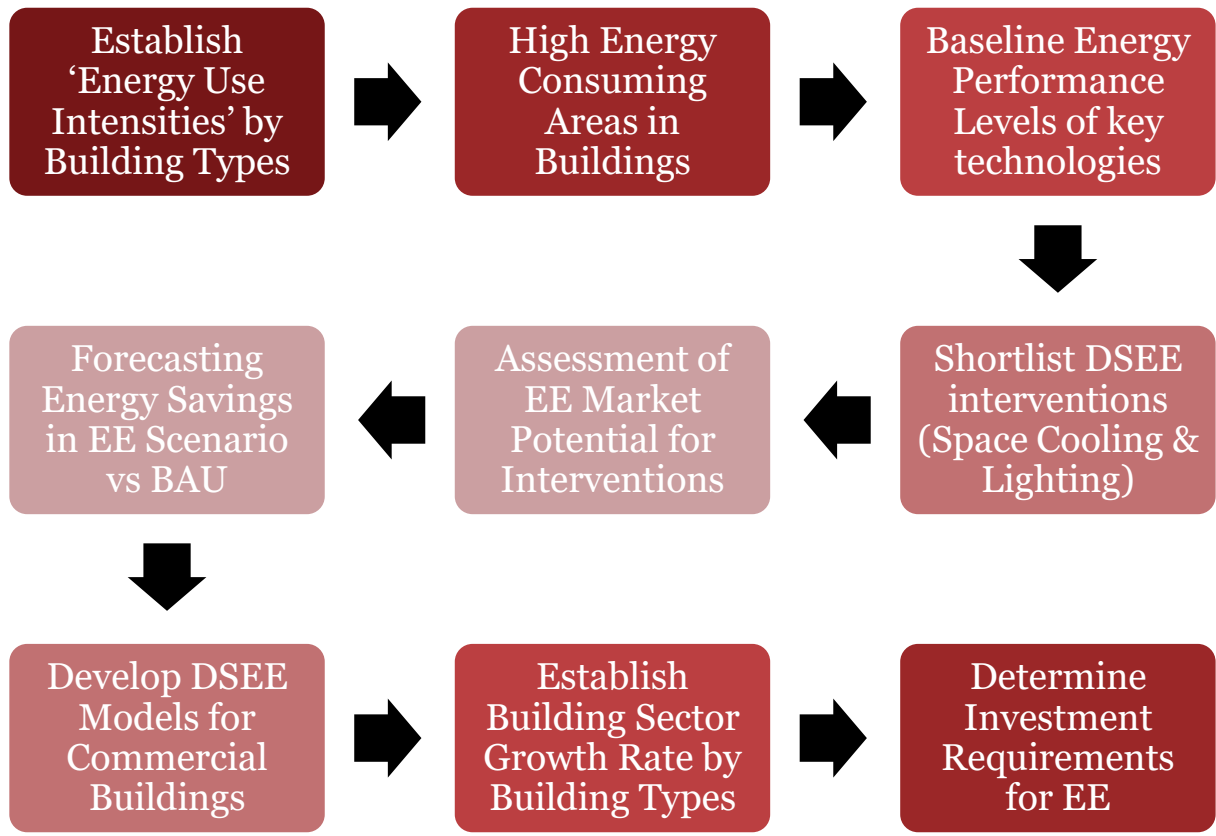 Establish
‘Energy Use
Intensities’ by
Building Types
High Energy
Consuming
Areas in
Buildings
Baseline Energy
Performance
Levels of key
technologies
Shortlist DSEE
interventions
(Space Cooling &
Lighting)
Assessment of
EE Market
Potential for
Interventions
Forecasting
Energy Savings
in EE Scenario
vs BAU
Develop DSEE
Models for
Commercial
Buildings
Establish
Building Sector
Growth Rate by
Building Types
Determine
Investment
Requirements
for EE